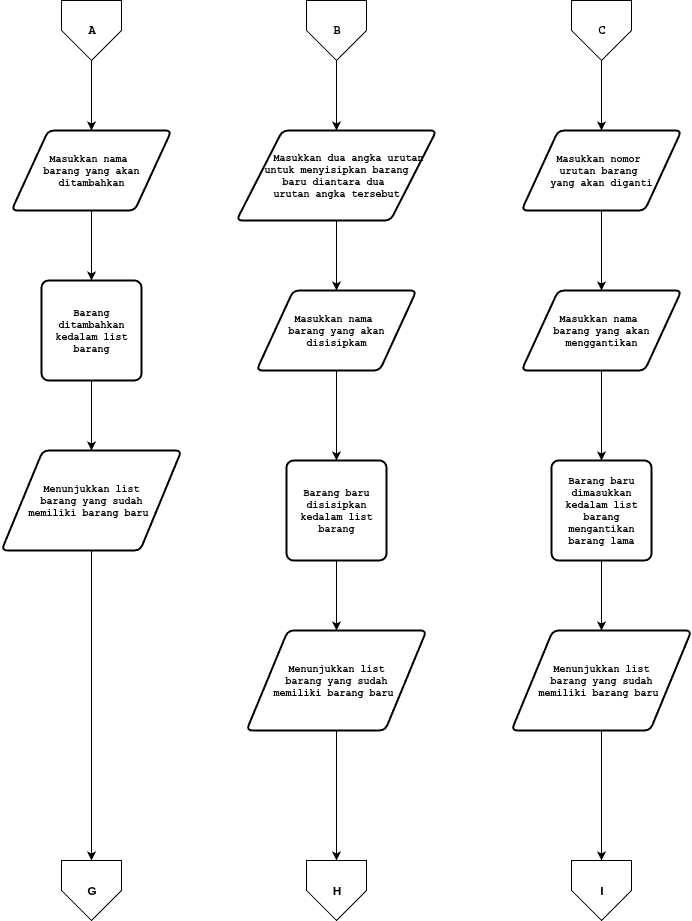 A
Masukkan nama
barang yang akan
ditambahkan
Barang
ditambahkan
kedalam list
barang
Menunjukkan list
barang yang sudah
memiliki barang baru
G
B
Masukkan dua angka urutan
untuk menyisipkan barang
baru diantara dua
urutan angka tersebut
Masukkan nama
barang yang akan
disisipkam
Barang baru
disisipkan
kedalam list
barang
Menunjukkan list
barang yang sudah
memiliki barang baru
H
C
Masukkan nomor
urutan barang
yang akan diganti
Masukkan nama
barang yang akan
menggantikan
Barang baru
dimasukkan
kedalam list
barang
mengantikan
barang lama
Menunjukkan list
barang yang sudah
memiliki barang baru
I